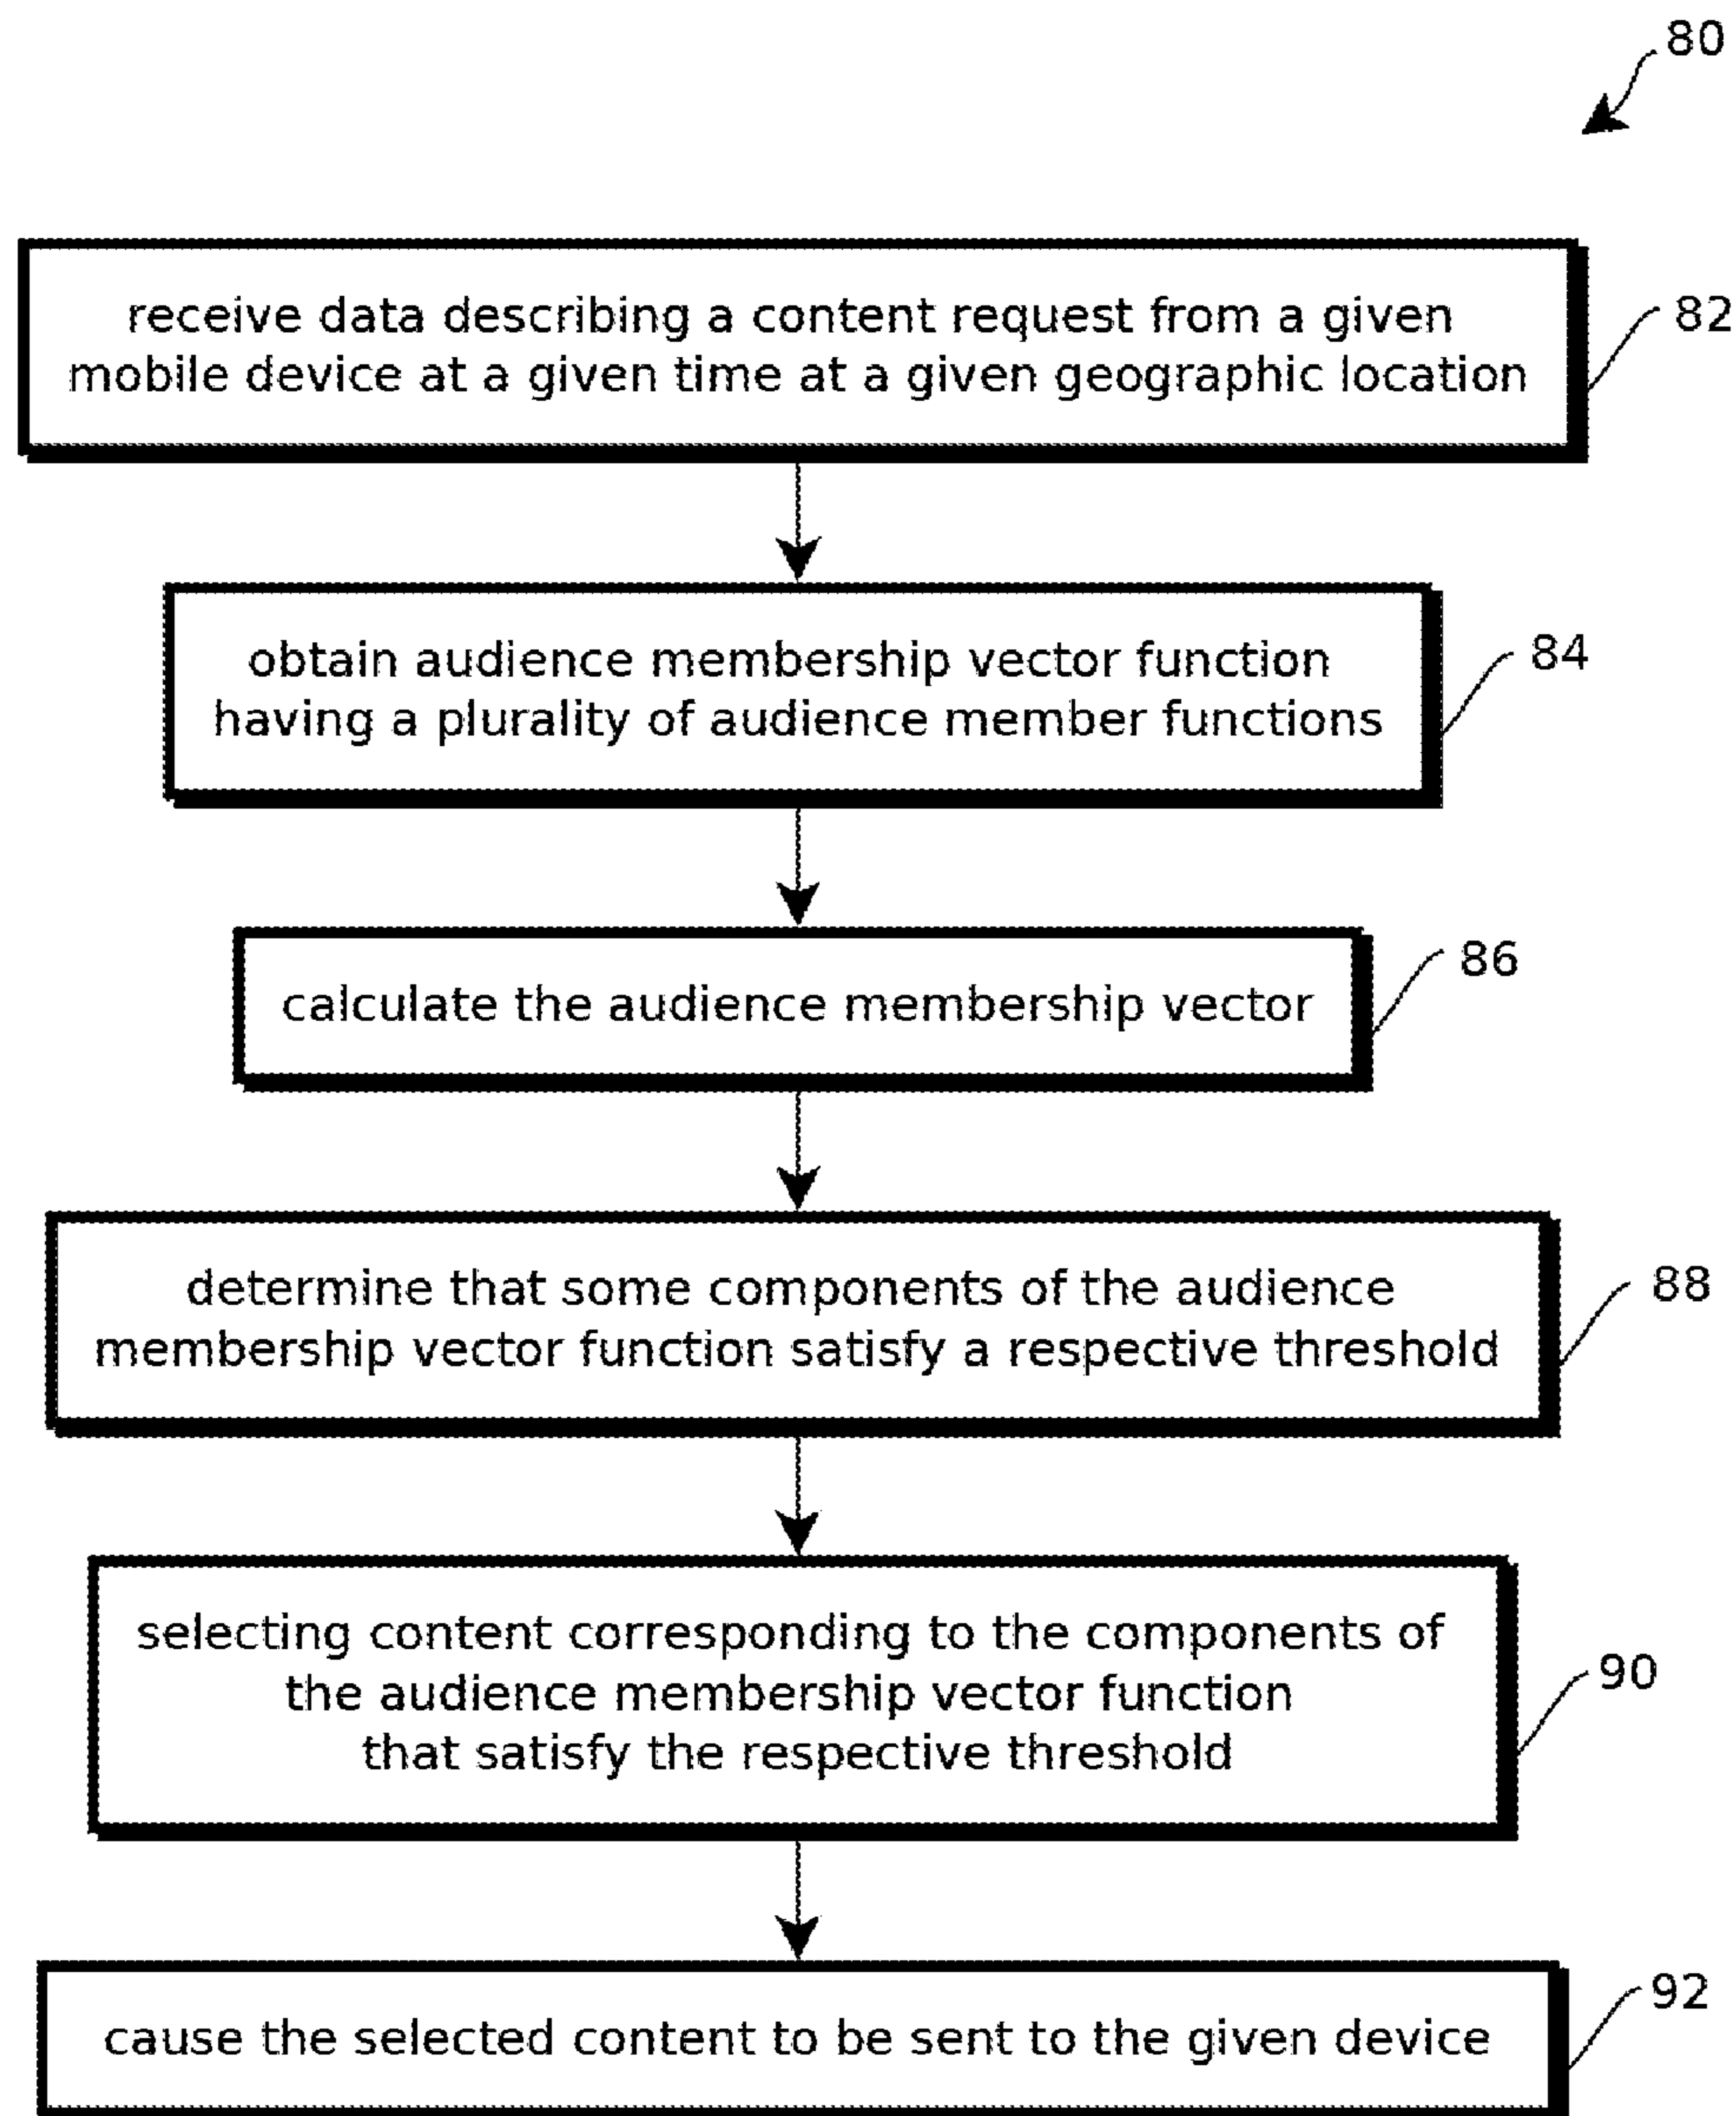 80
receive data describing a content request from a given
mobile device at a given time at a given geographic location
82
obtain audience membership vector function
having a plurality of audience member functions
84
calculate the audience membership vector
86
determine that some components of the audience
membership vector function satisfy a respective threshold
88
selecting content corresponding to the components of
the audience membership vector function
that satisfy the respective threshold
90
cause the selected content to be sent to the given device
92